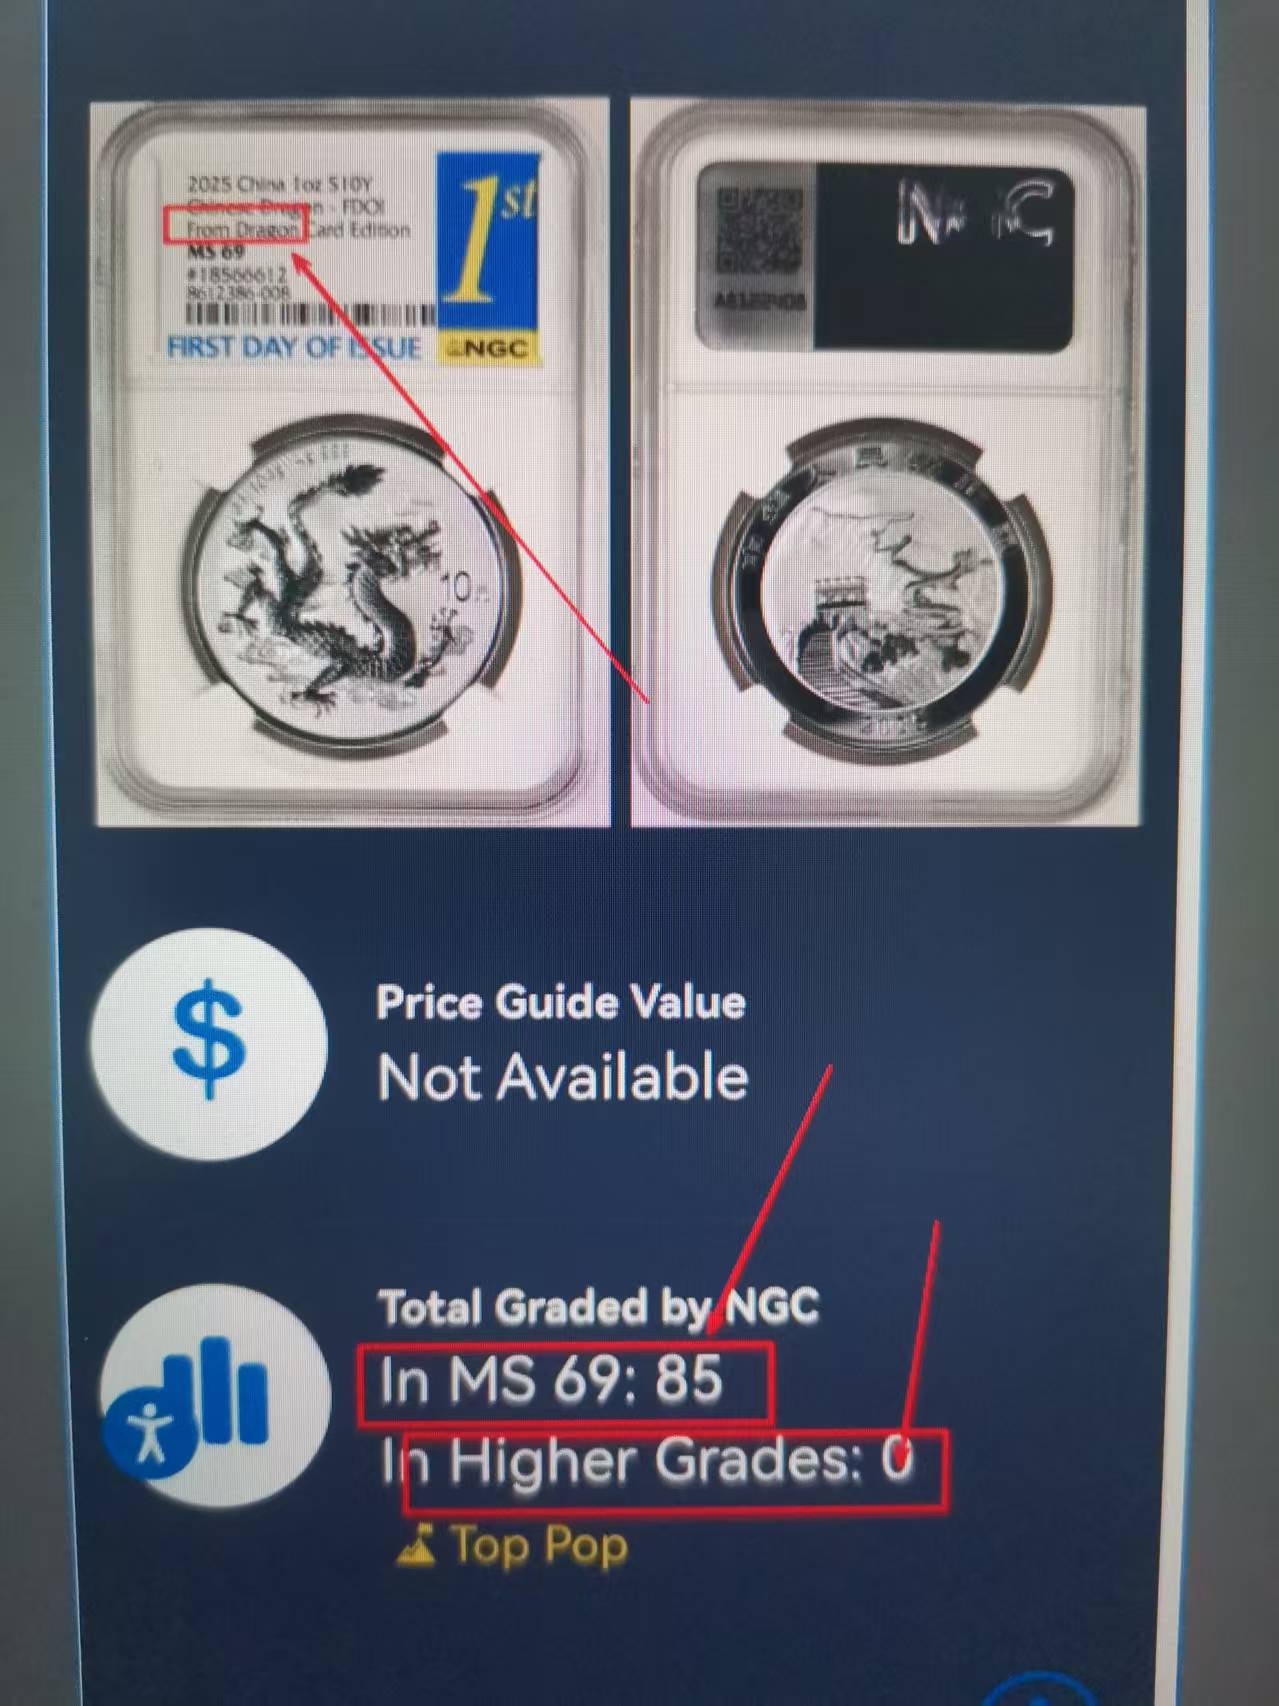 2025 China 1oz S10Y
Chinese Dragon - FDOI
From Dragon Card Edition
MS 69
#18566612
8612386-008
1st
FIRST DAY OF ISSUE
NGC
10
Price Guide Value
Not Available
Total Graded by NGC
In MS 69: 85
In Higher Grades: 0
Top Pop